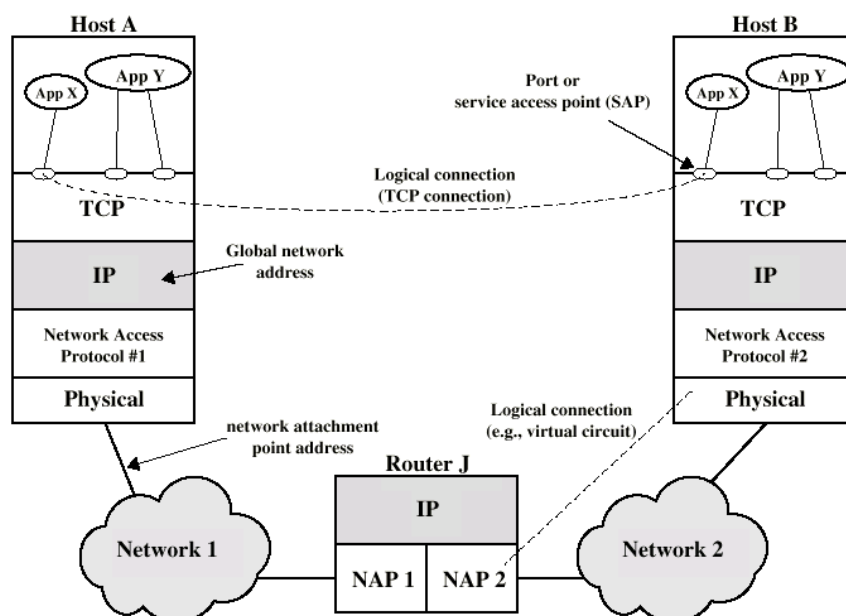 Host A
Host B
App X
App Y
Port or
service access point (SAP)
App X
App Y
Logical connection
(TCP connection)
TCP
TCP
Global network
address
IP
IP
Network Access
Protocol #1
Network Access
Protocol #2
Physical
Physical
Logical connection
(e.g., virtual circuit)
network attachment
point address
Router J
IP
Network 1
NAP 1
NAP 2
Network 2